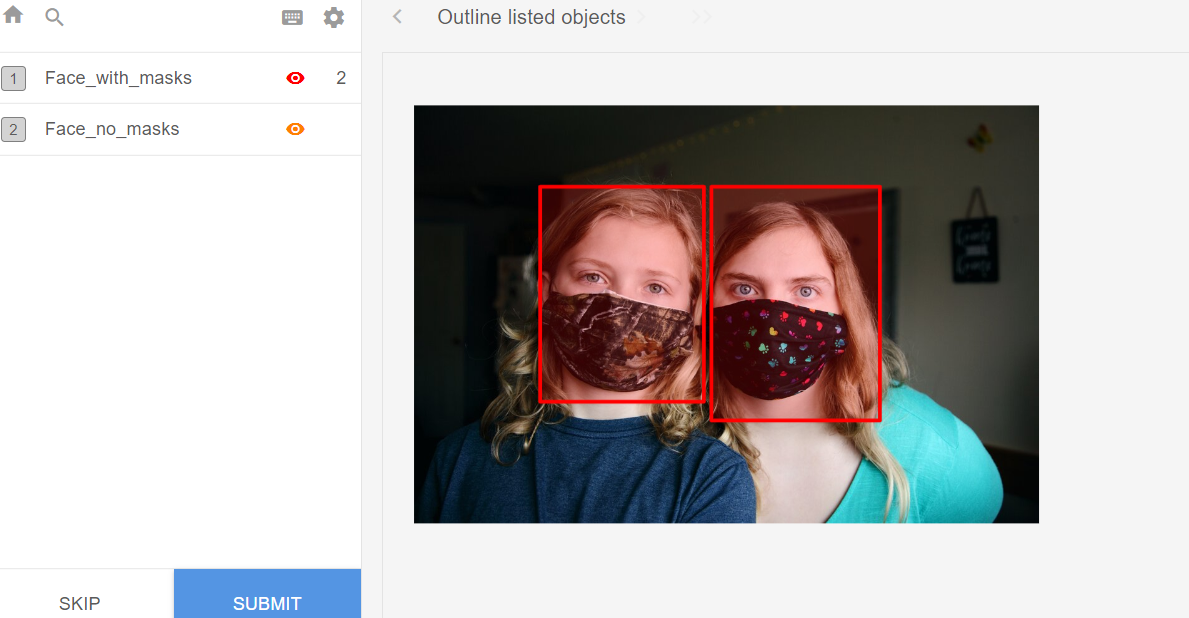 Outline listed objects
1 Face_with_masks 2
2 Face_no_masks
SKIP SUBMIT